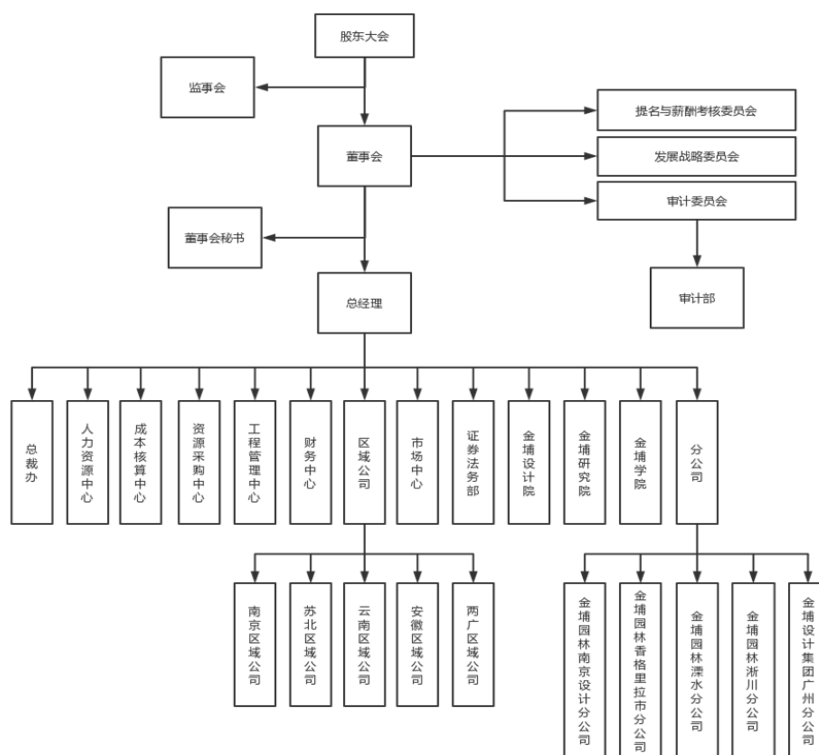 股东大会
监事会
提名与薪酬考核委员会
董事会
发展战略委员会
审计委员会
董事会秘书
总经理
审计部
总裁办
人力资源中心
成本核算中心
资源采购中心
工程管理中心
财务中心
区域公司
市场中心
证券法务部
金埔设计院
金埔研究院
金埔学院
分公司
南京区域公司
苏北区域公司
云南区域公司
安徽区域公司
两广区域公司
金埔园林南京设计分公司
金埔园林香格里拉市分公司
金埔园林溧水分公司
金埔园林淅川分公司
金埔设计集团广州分公司